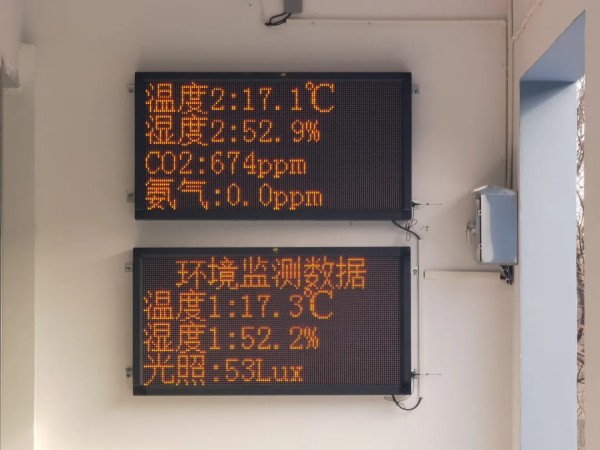 温度2:17.1℃
湿度2:52.9%
CO2:674ppm
氨气:0.0ppm
环境监测数据
温度1:17.3℃
湿度1:52.2%
光照:53Lux